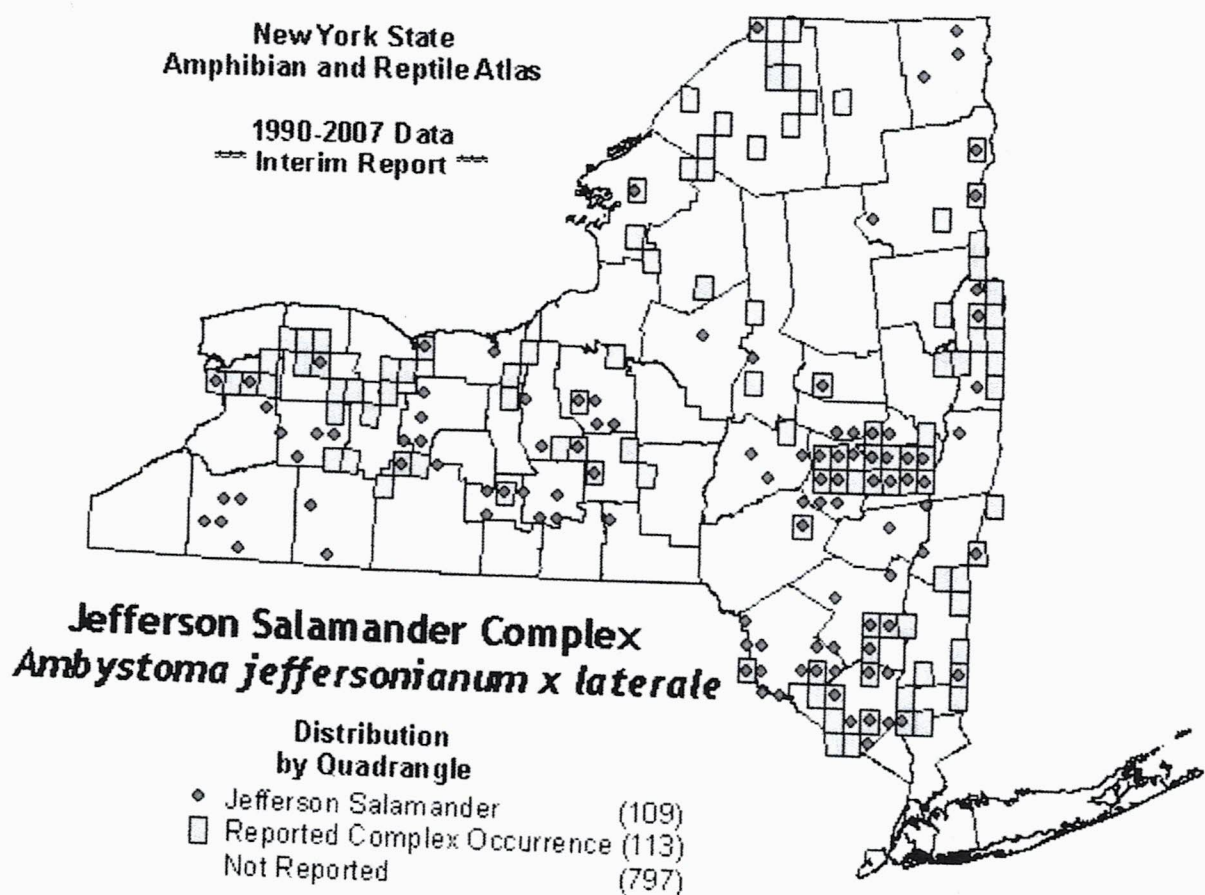 New York State
Amphibian and Reptile Atlas
1990-2007 Data
*** Interim Report ***
Jefferson Salamander Complex
Ambystoma jeffersonianum x laterale
Distribution
by Quadrangle
Jefferson Salamander (109)
Reported Complex Occurrence (113)
Not Reported (797)